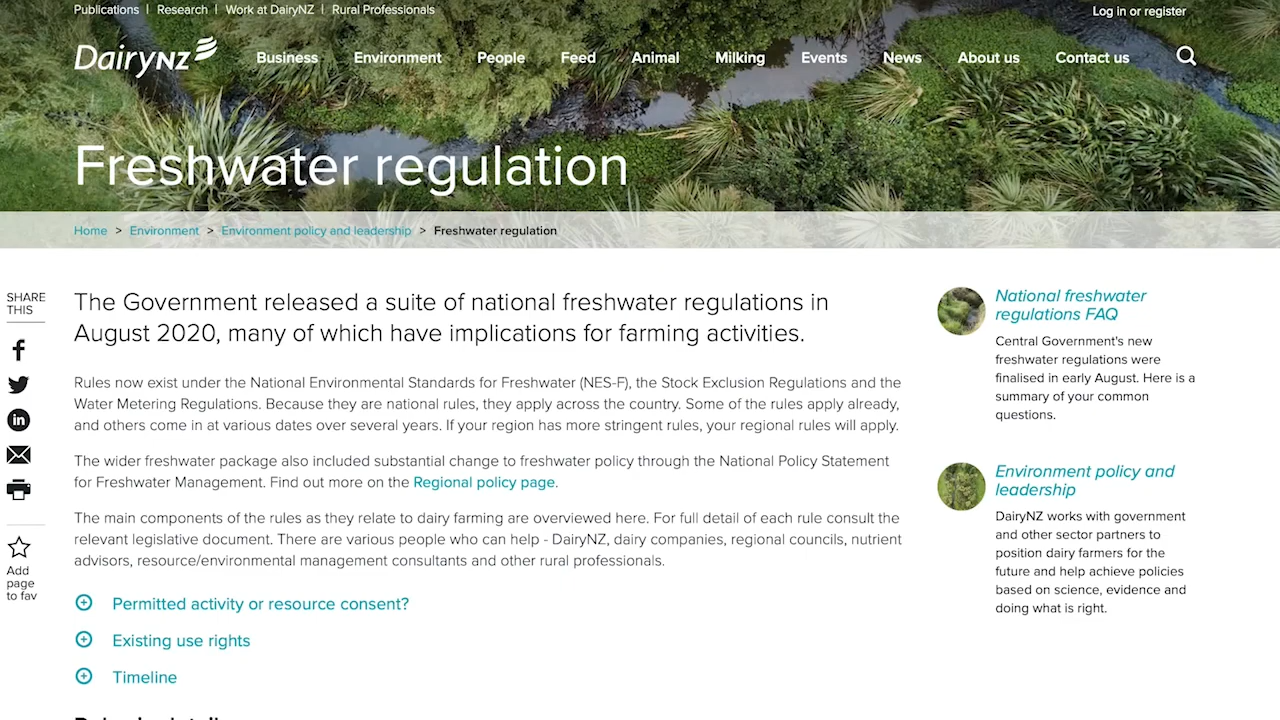 Publications | Research | Work at DairyNZ | Rural Professionals
Log in or register
DairyNZ
Business Environment People Feed Animal Milking Events News About us Contact us
Freshwater regulation
Home > Environment > Environment policy and leadership > Freshwater regulation
SHARE
THIS
Add
page
to fav
The Government released a suite of national freshwater regulations in
August 2020, many of which have implications for farming activities.
Rules now exist under the National Environmental Standards for Freshwater (NES-F), the Stock Exclusion Regulations and the
Water Metering Regulations. Because they are national rules, they apply across the country. Some of the rules apply already,
and others come in at various dates over several years. If your region has more stringent rules, your regional rules will apply.
The wider freshwater package also included substantial change to freshwater policy through the National Policy Statement
for Freshwater Management. Find out more on the Regional policy page.
The main components of the rules as they relate to dairy farming are overviewed here. For full detail of each rule consult the
relevant legislative document. There are various people who can help - DairyNZ, dairy companies, regional councils, nutrient
advisors, resource/environmental management consultants and other rural professionals.
Permitted activity or resource consent?
Existing use rights
Timeline
National freshwater
regulations FAQ
Central Government's new
freshwater regulations were
finalised in early August. Here is a
summary of your common
questions.
Environment policy and
leadership
DairyNZ works with government
and other sector partners to
position dairy farmers for the
future and help achieve policies
based on science, evidence and
doing what is right.